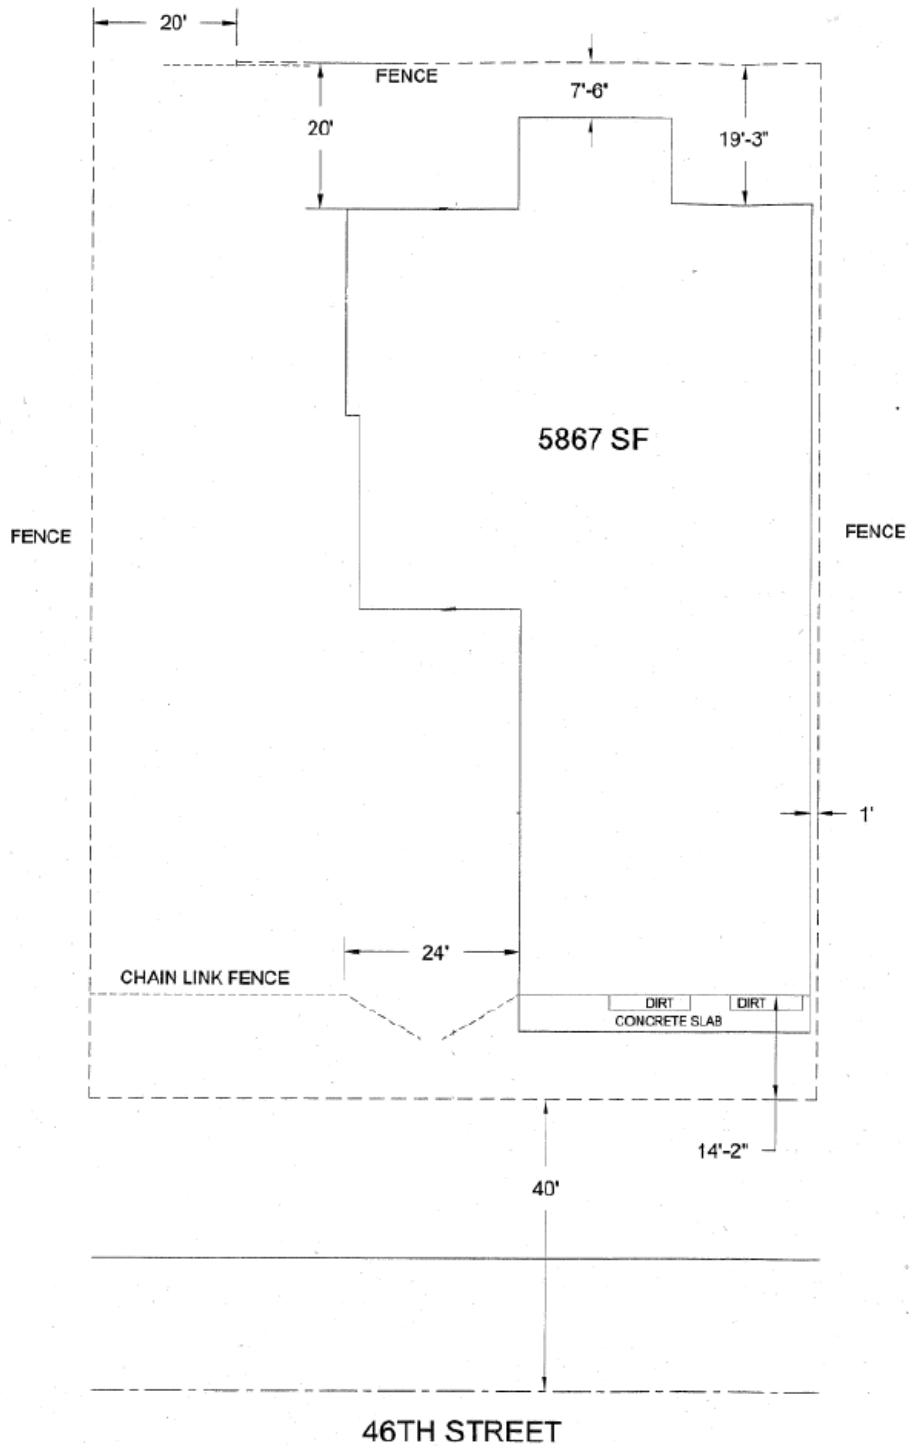 20'
FENCE
7'-6"
20'
19'-3"
5867 SF
FENCE
FENCE
1'
24'
CHAIN LINK FENCE
DIRT
DIRT
CONCRETE SLAB
14'-2"
40'
46TH STREET